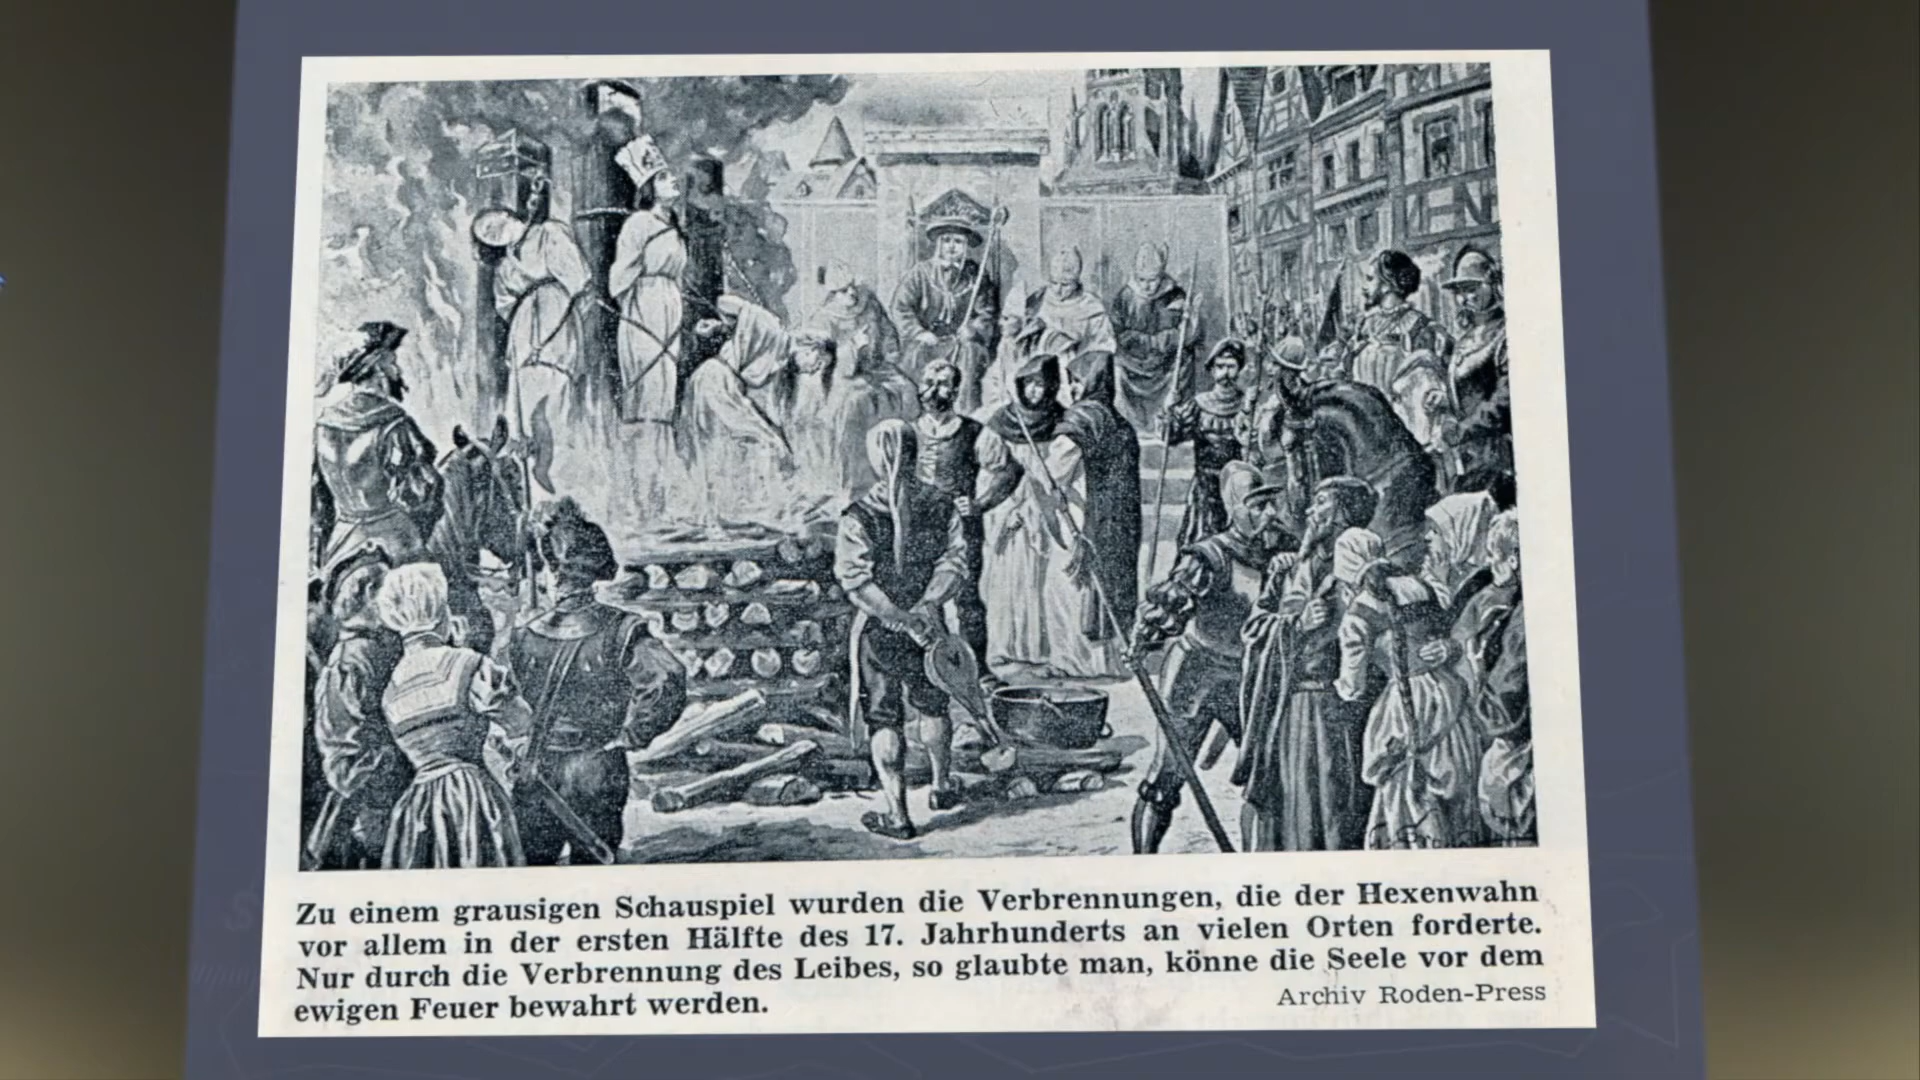 Zu einem grausigen Schauspiel wurden die Verbrennungen, die der Hexenwahn
vor allem in der ersten Hälfte des 17. Jahrhunderts an vielen Orten forderte.
Nur durch die Verbrennung des Leibes, so glaubte man, könne die Seele vor dem
ewigen Feuer bewahrt werden.
Archiv Roden-Press